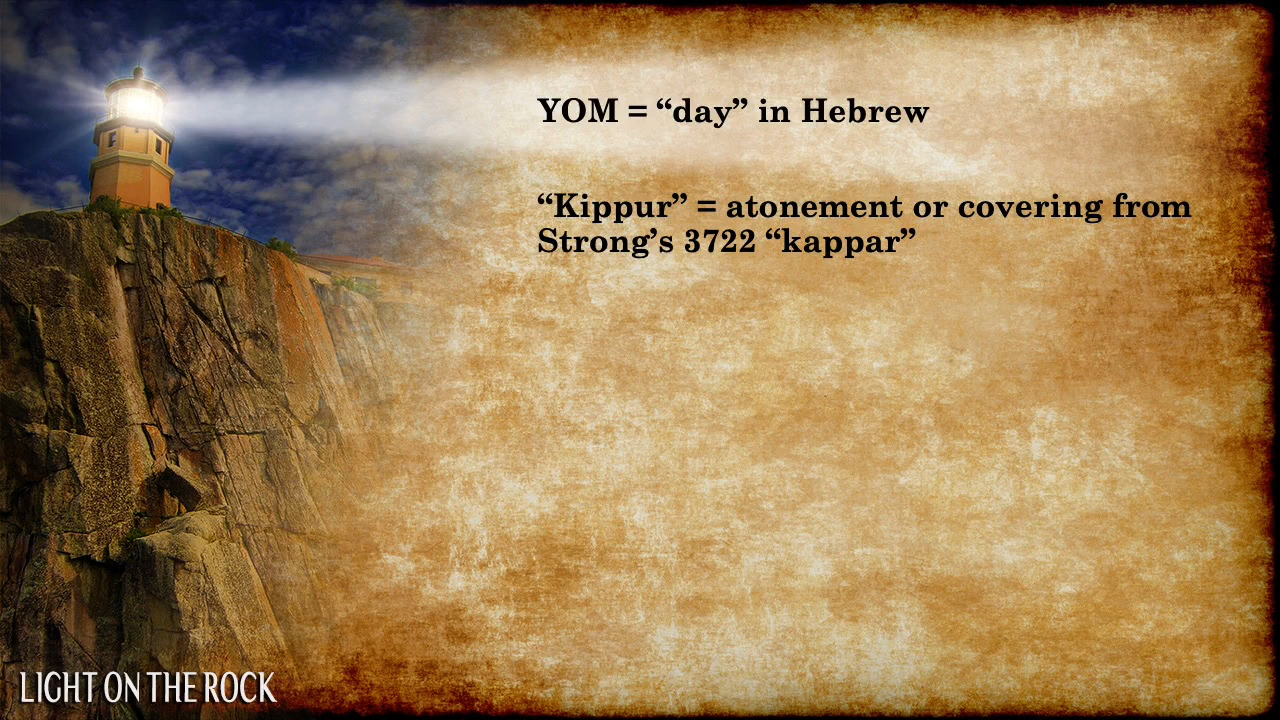 YOM = “day” in Hebrew
“Kippur” = atonement or covering from
Strong’s 3722 “kappar”
LIGHT ON THE ROCK